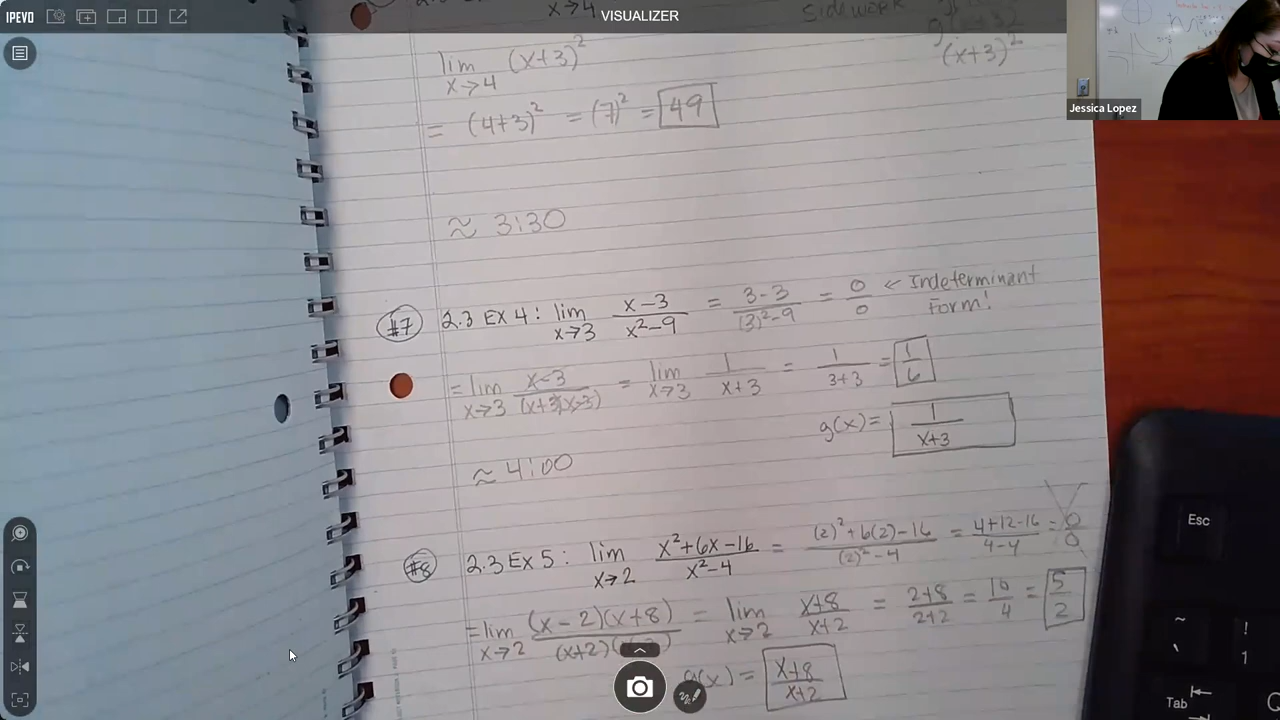 IPEVO
VISUALIZER
Jessica Lopez
x→4
Sidework
lim (x+3)²
x→4
(x+3)²
= (4+3)² = (7)² = 49
≈ 3:30
#7 2.3 EX 4: lim x→3 x-3/x²-9 = 3-3/(3)²-9 = 0/0 ← Indeterminant Form!
= lim x→3 x-3/(x+3)(x-3) = lim x→3 1/x+3 = 1/3+3 = 1/6
g(x) = 1/x+3
≈ 4:00
#8 2.3 EX 5: lim x→2 x²+6x-16/x²-4 = (2)²+6(2)-16/(2)²-4 = 4+12-16/4-4 = 0/0
= lim x→2 (x-2)(x+8)/(x+2) = lim x→2 x+8/x+2 = 2+8/2+2 = 10/4 = 5/2
g(x) = x+8/x+2
Esc
~
`
!
1
Tab